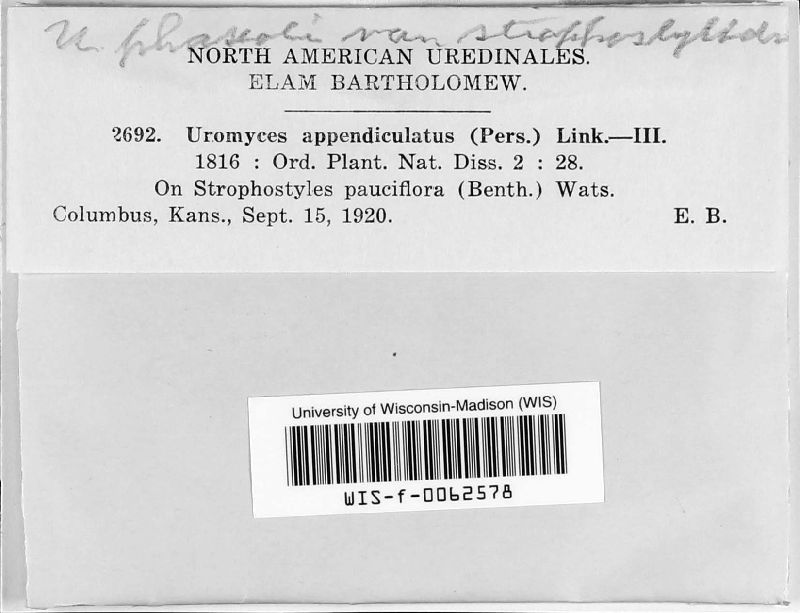 U. phaseoli var strophostylidis
NORTH AMERICAN UREDINALES.
ELAM BARTHOLOMEW.
2692. Uromyces appendiculatus (Pers.) Link.—III.
1816 : Ord. Plant. Nat. Diss. 2 : 28.
On Strophostyles pauciflora (Benth.) Wats.
Columbus, Kans., Sept. 15, 1920. E. B.
University of Wisconsin-Madison (WIS)
WIS-f-0062578